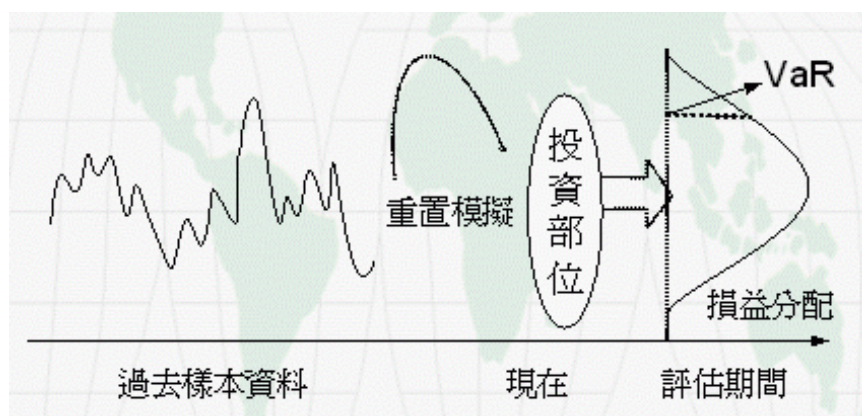 VaR
投資部位
重置模擬
損益分配
過去樣本資料
現在
評估期間